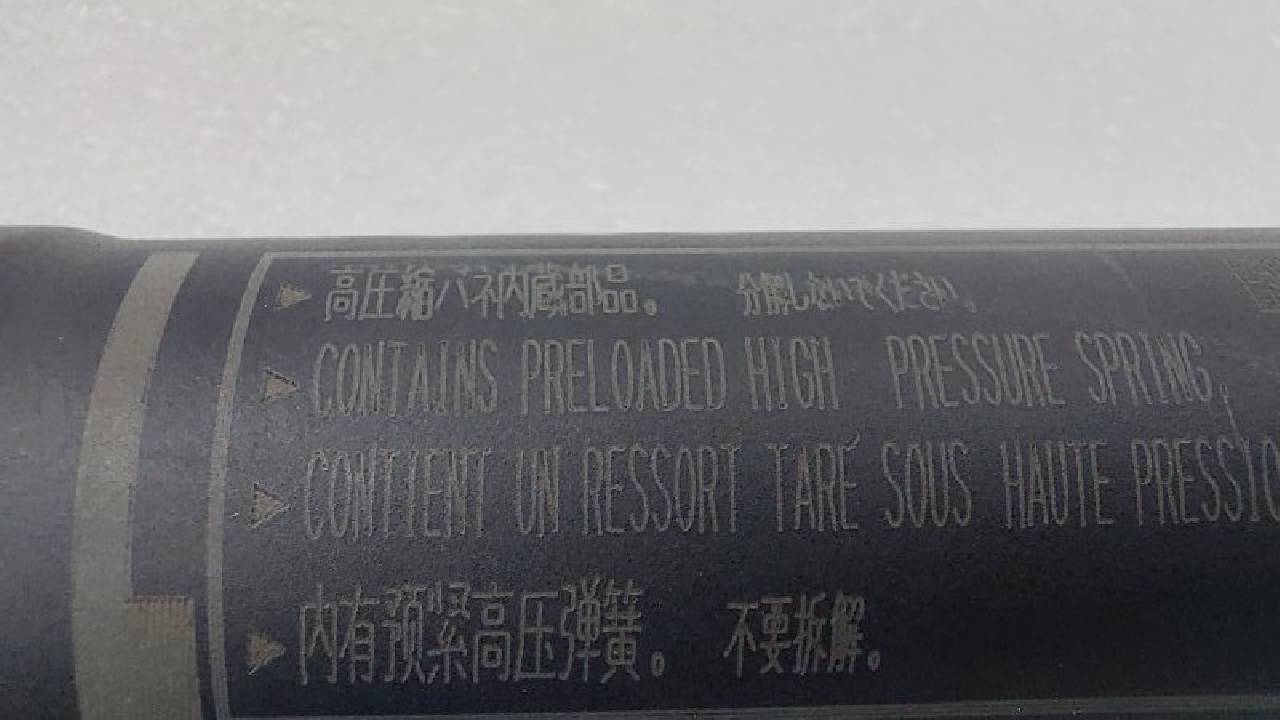 高圧縮バネ内蔵部品。 分解しないでください。
CONTAINS PRELOADED HIGH PRESSURE SPRING,
CONTIENT UN RESSORT TARÉ SOUS HAUTE
内有预紧高压弹簧。 不要拆解。